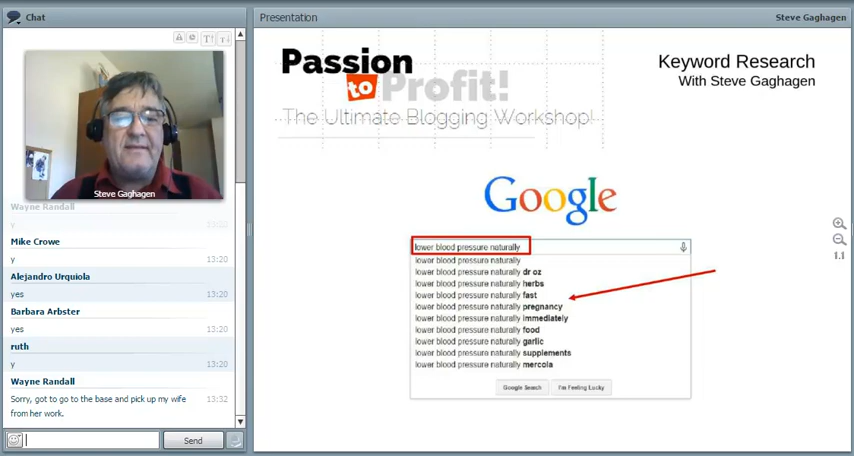 Chat
Steve Gaghagen
Wayne Randall
y 13:20
Mike Crowe
y 13:20
Alejandro Urquiola
yes 13:20
Barbara Arbster
yes 13:20
ruth
y 13:20
Wayne Randall
Sorry, got to go to the base and pick up my wife 13:32
from her work.
Send
Presentation
Steve Gaghagen
Passion
to Profit!
The Ultimate Blogging Workshop!
Keyword Research
With Steve Gaghagen
Google
lower blood pressure naturally
lower blood pressure naturally
lower blood pressure naturally dr oz
lower blood pressure naturally herbs
lower blood pressure naturally fast
lower blood pressure naturally pregnancy
lower blood pressure naturally immediately
lower blood pressure naturally food
lower blood pressure naturally garlic
lower blood pressure naturally supplements
lower blood pressure naturally mercola
Google Search I'm Feeling Lucky
1:1